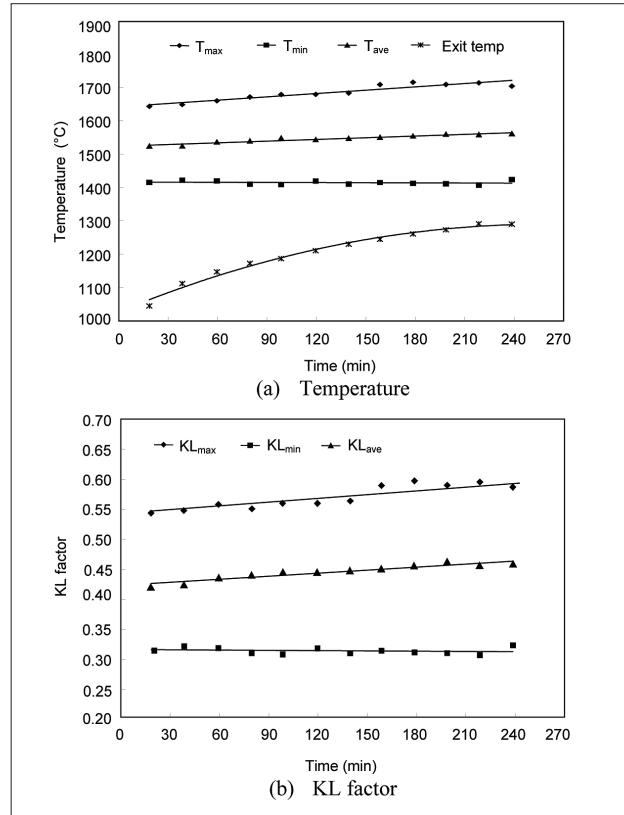 1900
1800
1700
1600
1500
1400
1300
1200
1100
1000
Temperature (°C)
Tmax Tmin Tave Exit temp
0 30 60 90 120 150 180 210 240 270
Time (min)
(a) Temperature
0.70
0.60
0.55
0.50
0.45
0.40
0.35
0.30
0.25
0.20
KL factor
KLmax KLmin KLave
0 30 60 90 120 150 180 210 240 270
Time (min)
(b) KL factor